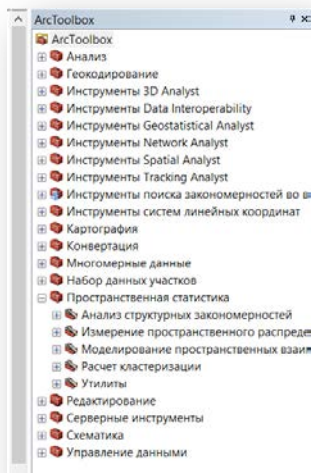 ArcToolbox
ArcToolbox
Анализ
Геокодирование
Инструменты 3D Analyst
Инструменты Data Interoperability
Инструменты Geostatistical Analyst
Инструменты Network Analyst
Инструменты Spatial Analyst
Инструменты Tracking Analyst
Инструменты поиска закономерностей во в
Инструменты систем линейных координат
Картография
Конвертация
Многомерные данные
Набор данных участков
Пространственная статистика
Анализ структурных закономерностей
Измерение пространственного распреде
Моделирование пространственных взаи
Расчет кластеризации
Утилиты
Редактирование
Серверные инструменты
Схематика
Управление данными